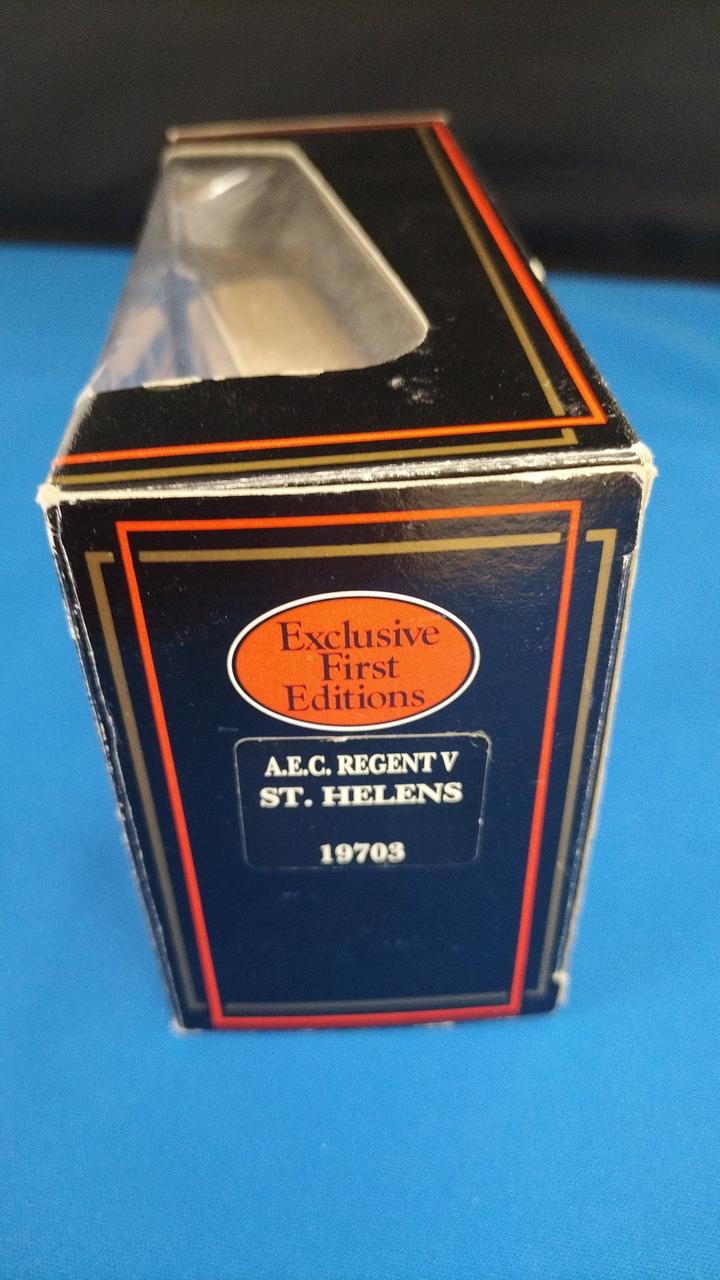 Exclusive
First
Editions
A.E.C. REGENT V
ST. HELENS
19703